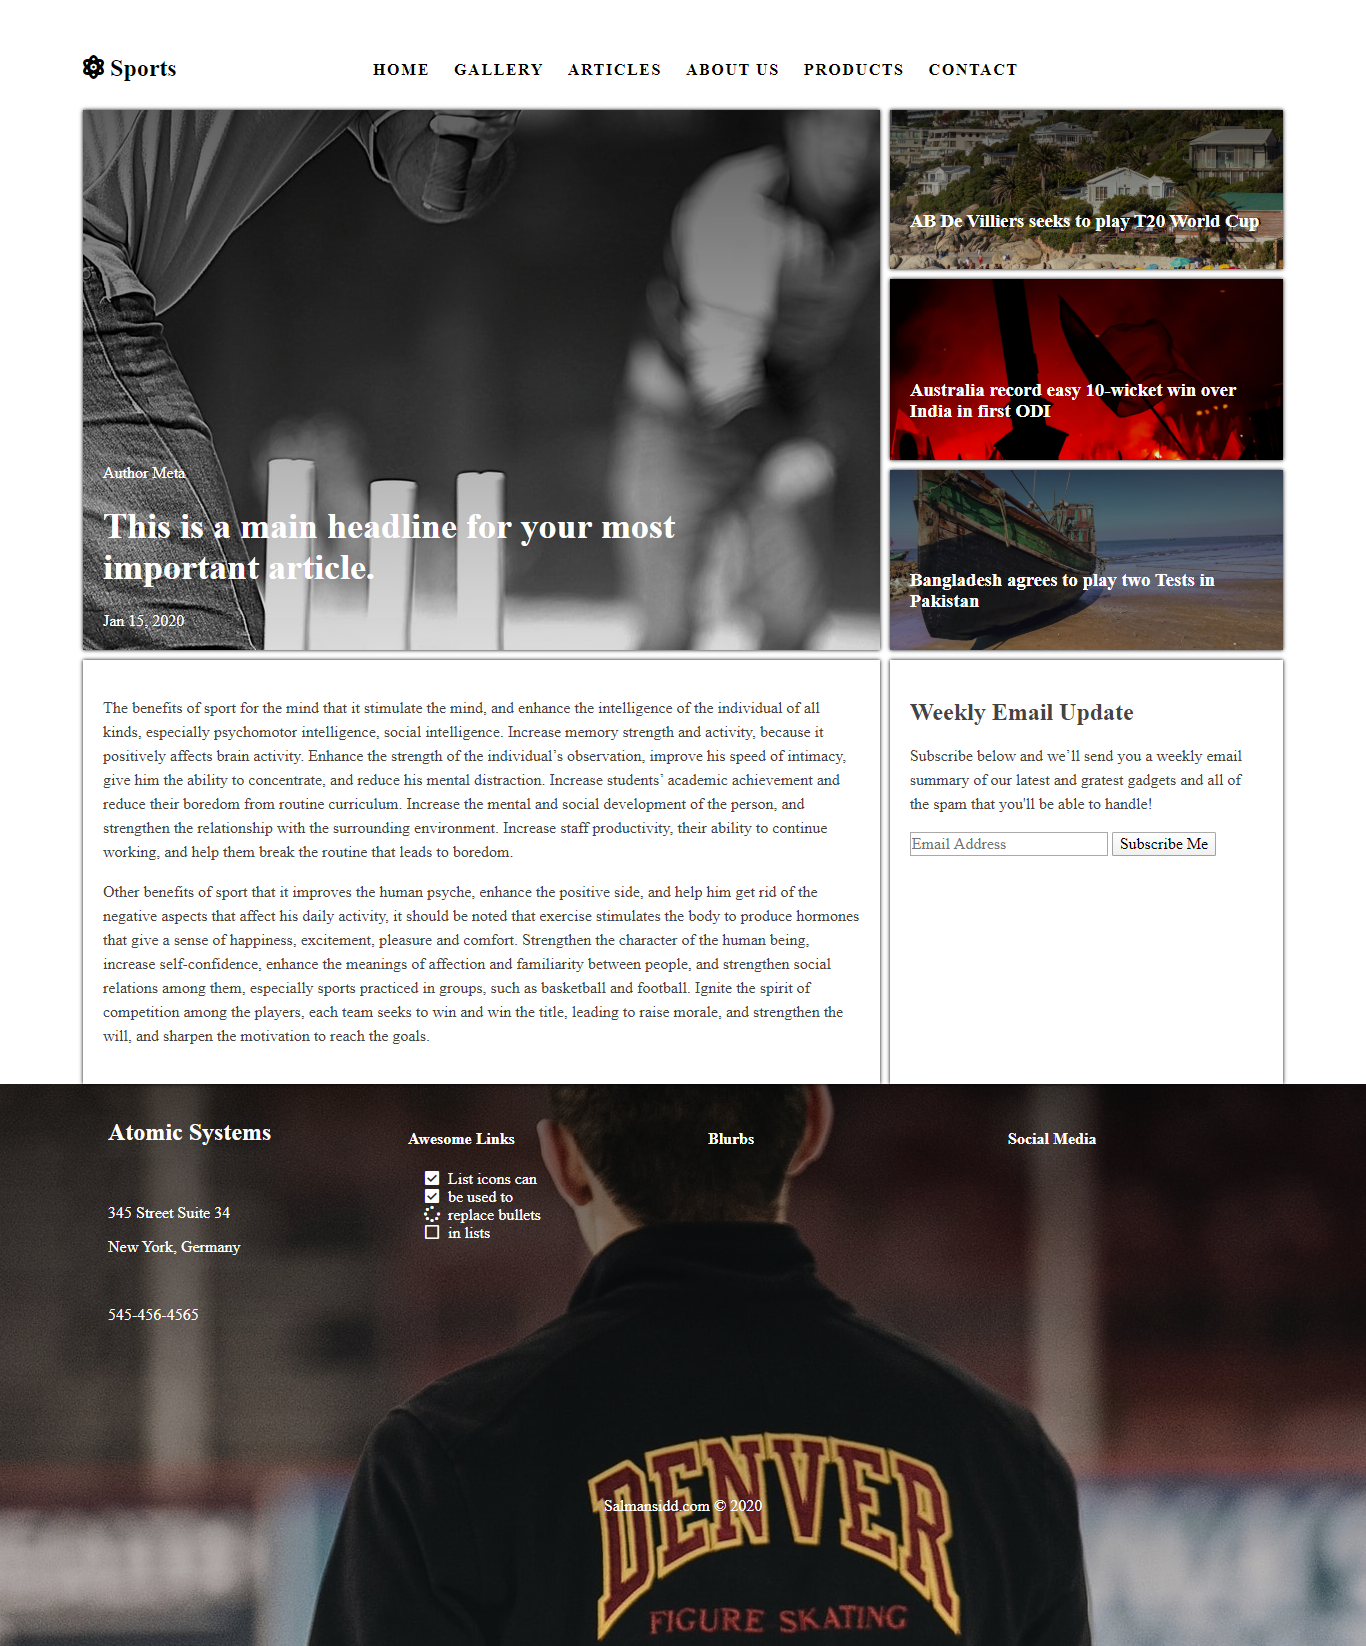 Sports
HOME GALLERY ARTICLES ABOUT US PRODUCTS CONTACT
Author Meta
This is a main headline for your most
important article.
Jan 15, 2020
AB De Villiers seeks to play T20 World Cup
Australia record easy 10-wicket win over
India in first ODI
Bangladesh agrees to play two Tests in
Pakistan
The benefits of sport for the mind that it stimulate the mind, and enhance the intelligence of the individual of all
kinds, especially psychomotor intelligence, social intelligence. Increase memory strength and activity, because it
positively affects brain activity. Enhance the strength of the individual’s observation, improve his speed of intimacy,
give him the ability to concentrate, and reduce his mental distraction. Increase students’ academic achievement and
reduce their boredom from routine curriculum. Increase the mental and social development of the person, and
strengthen the relationship with the surrounding environment. Increase staff productivity, their ability to continue
working, and help them break the routine that leads to boredom.
Other benefits of sport that it improves the human psyche, enhance the positive side, and help him get rid of the
negative aspects that affect his daily activity, it should be noted that exercise stimulates the body to produce hormones
that give a sense of happiness, excitement, pleasure and comfort. Strengthen the character of the human being,
increase self-confidence, enhance the meanings of affection and familiarity between people, and strengthen social
relations among them, especially sports practiced in groups, such as basketball and football. Ignite the spirit of
competition among the players, each team seeks to win and win the title, leading to raise morale, and strengthen the
will, and sharpen the motivation to reach the goals.
Weekly Email Update
Subscribe below and we’ll send you a weekly email
summary of our latest and gratest gadgets and all of
the spam that you'll be able to handle!
Email Address Subscribe Me
Atomic Systems
345 Street Suite 34
New York, Germany
545-456-4565
Awesome Links
List icons can
be used to
replace bullets
in lists
Blurbs
Social Media
Salmansidd.com © 2020
DENVER
FIGURE SKATING